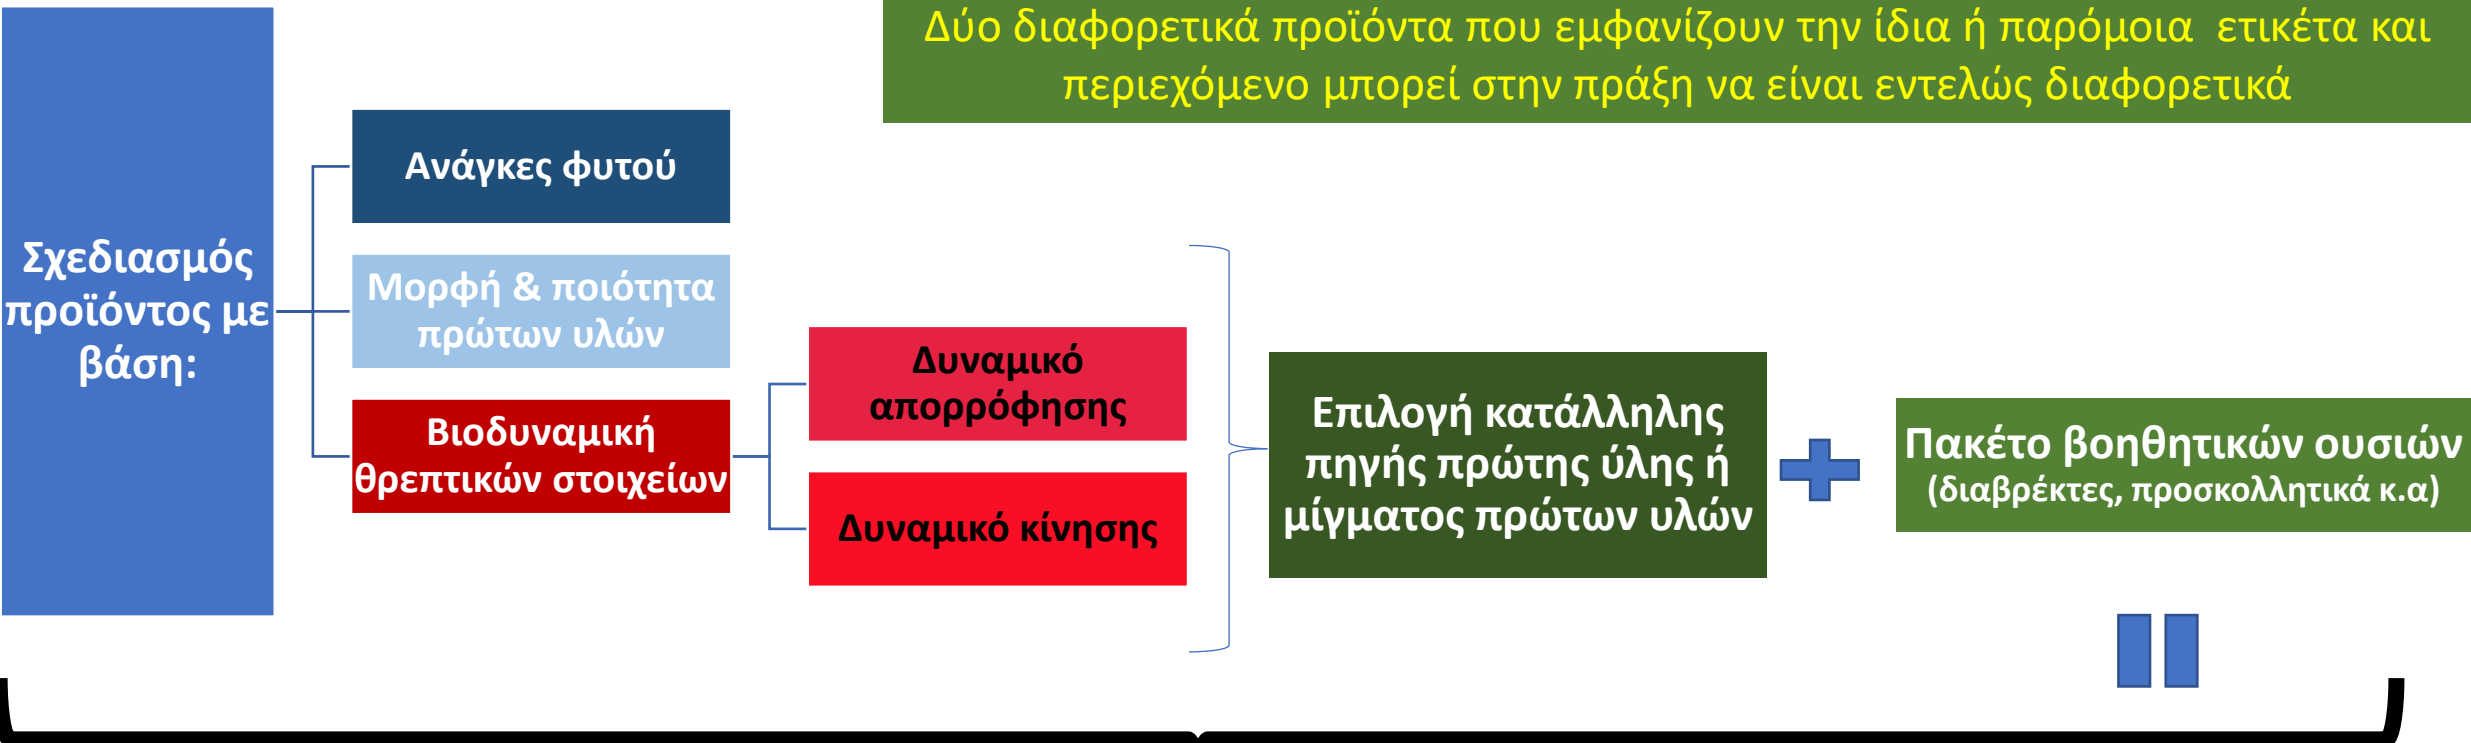 Δύο διαφορετικά προϊόντα που εμφανίζουν την ίδια ή παρόμοια ετικέτα και
περιεχόμενο μπορεί στην πράξη να είναι εντελώς διαφορετικά
Σχεδιασμός
προϊόντος με
βάση:
Ανάγκες φυτού
Μορφή & ποιότητα
πρώτων υλών
Βιοδυναμική
θρεπτικών στοιχείων
Δυναμικό
απορρόφησης
Δυναμικό κίνησης
Επιλογή κατάλληλης
πηγής πρώτης ύλης ή
μίγματος πρώτων υλών
Πακέτο βοηθητικών ουσιών
(διαβρέκτες, προσκολλητικά κ.α)